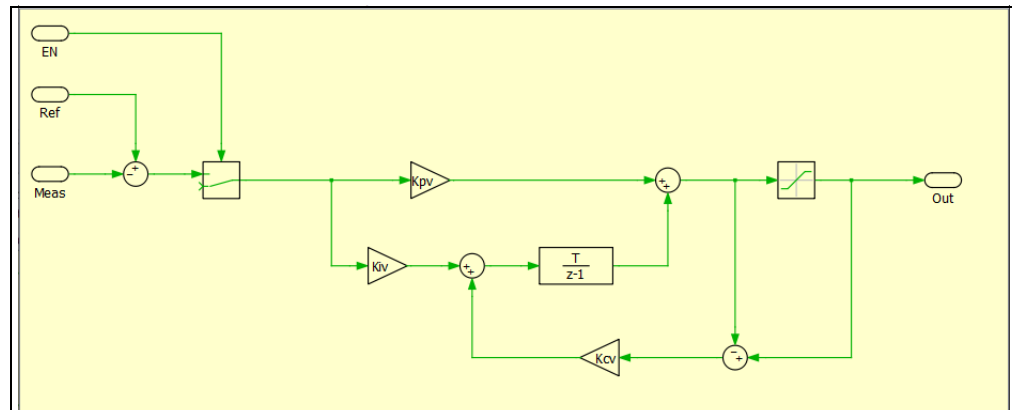 EN
Ref
+
−
Meas
Kpv
+
+
Out
Kiv
+
+
T
z-1
Kcv
−
+